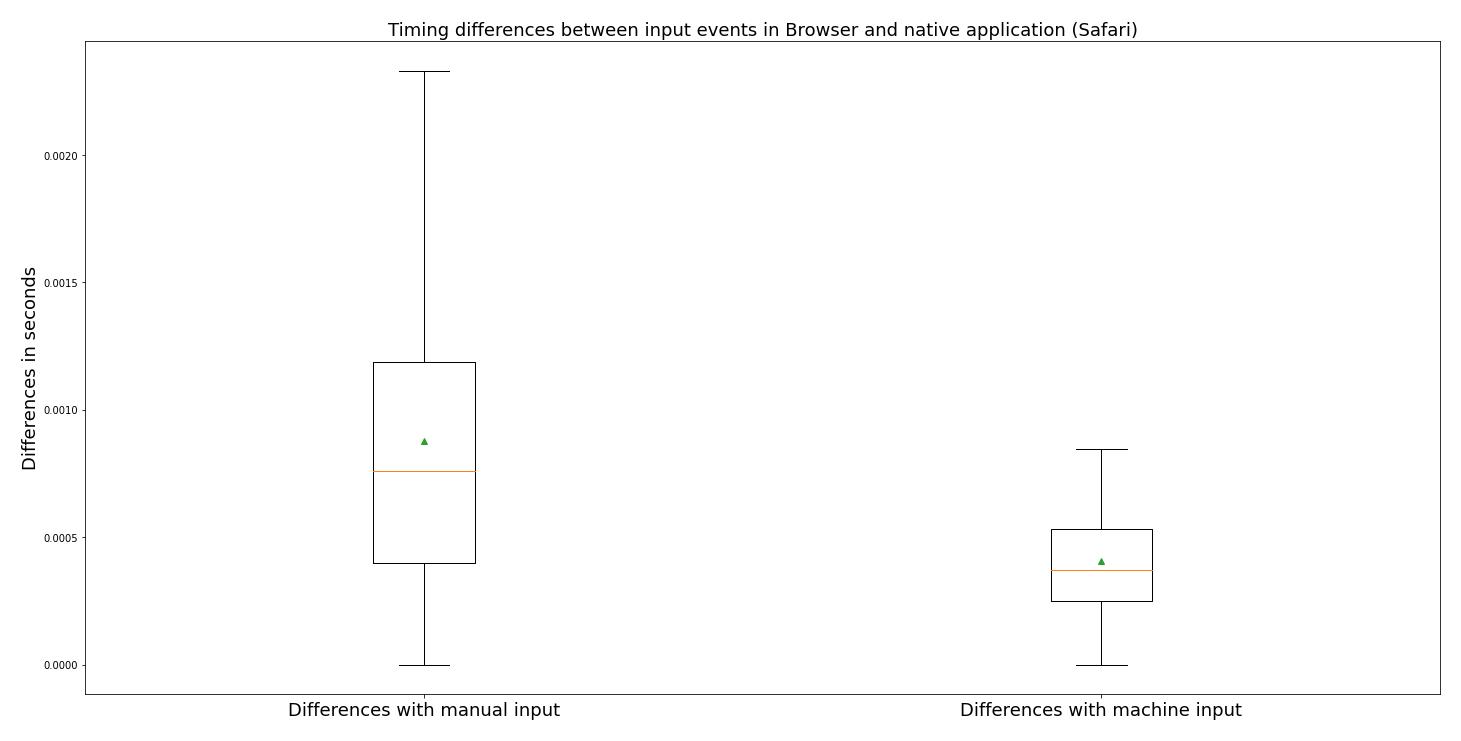 Timing differences between input events in Browser and native application (Safari)
Differences in seconds
0.0020
0.0015
0.0010
0.0005
0.0000
Differences with manual input
Differences with machine input